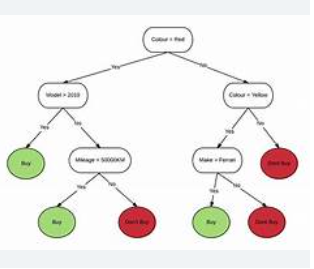 Colour = Red
Yes
No
Model > 2010
Colour = Yellow
Yes
No
Yes
No
Buy
Mileage = 50000KM
Make = Ferrari
Don't Buy
Yes
No
Yes
No
Buy
Don't Buy
Buy
Don't Buy